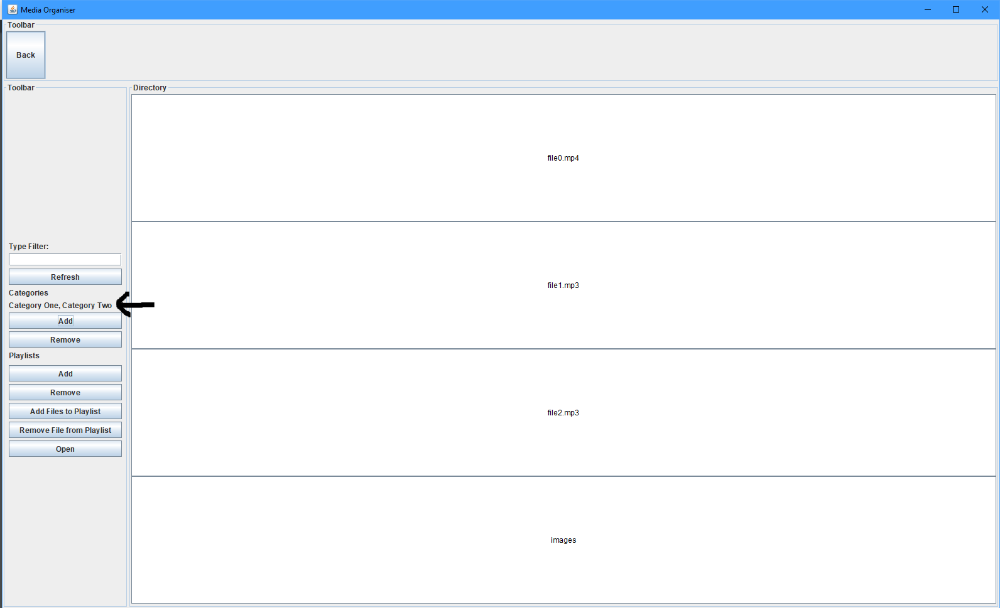 Media Organiser
Toolbar
Back
Toolbar
Type Filter:
Refresh
Categories
Category One, Category Two
Add
Remove
Playlists
Add
Remove
Add Files to Playlist
Remove File from Playlist
Open
Directory
file0.mp4
file1.mp3
file2.mp3
images